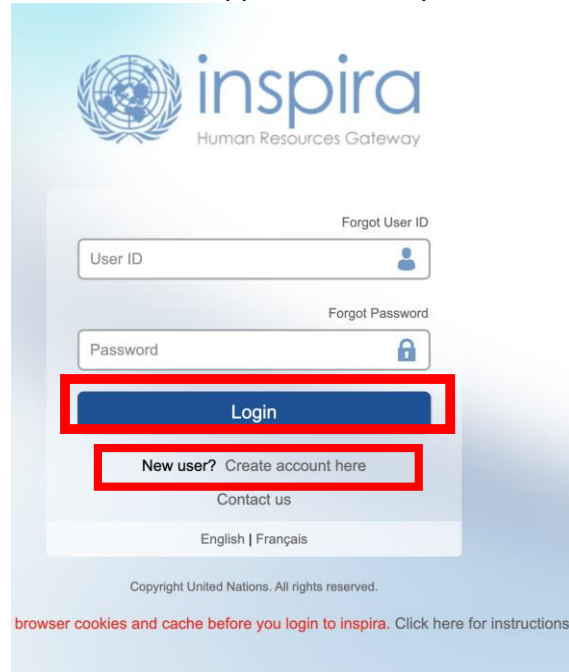 inspira
Human Resources Gateway
Forgot User ID
User ID
Forgot Password
Password
Login
New user? Create account here
Contact us
English | Français
Copyright United Nations. All rights reserved.
browser cookies and cache before you login to inspira. Click here for instructions